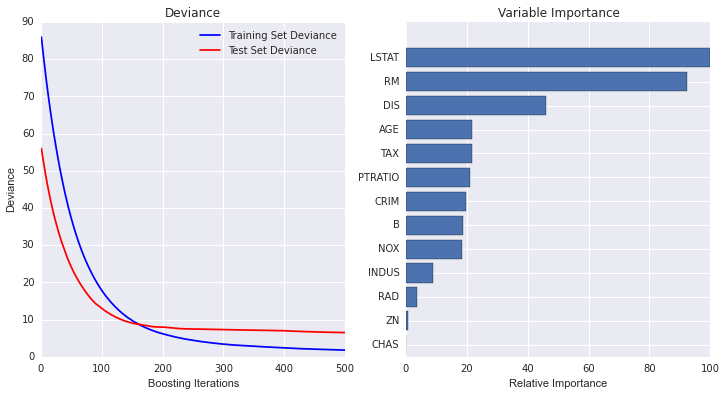 Deviance
90
80
70
60
50
40
30
20
10
0
Deviance
Training Set Deviance
Test Set Deviance
0 100 200 300 400 500
Boosting Iterations
Variable Importance
LSTAT
RM
DIS
AGE
TAX
PTRATIO
CRIM
B
NOX
INDUS
RAD
ZN
CHAS
0 20 40 60 80 100
Relative Importance